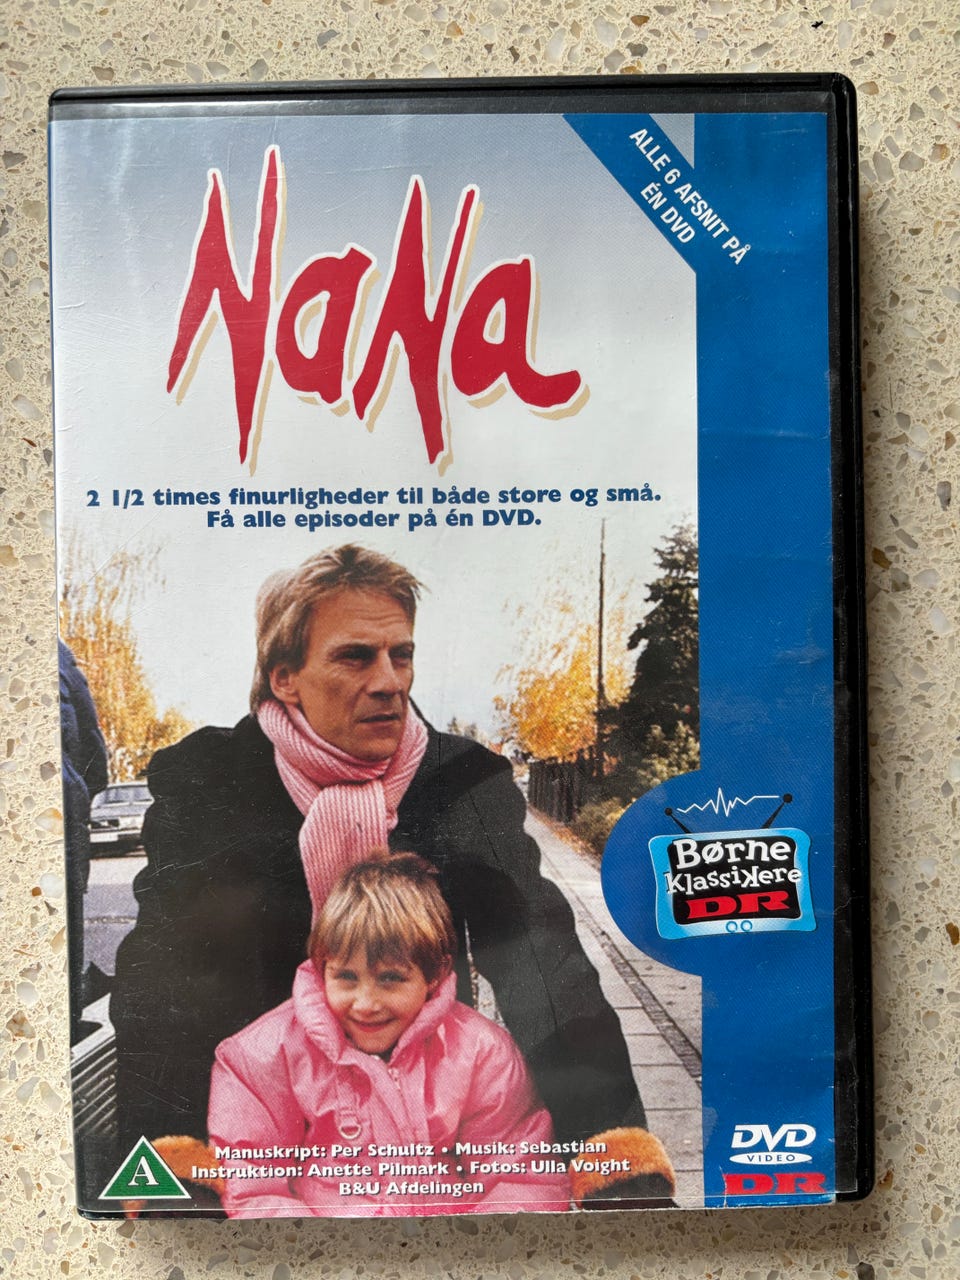 ALLE 6 AFSNIT PÅ
ÉN DVD
NaNa
2 1/2 times finurligheder til både store og små.
Få alle episoder på én DVD.
Børne
Klassikere
DR
Manuskript: Per Schultz • Musik: Sebastian
Instruktion: Anette Pilmark • Fotos: Ulla Voight
B&U Afdelingen
A
DVD
VIDEO
DR